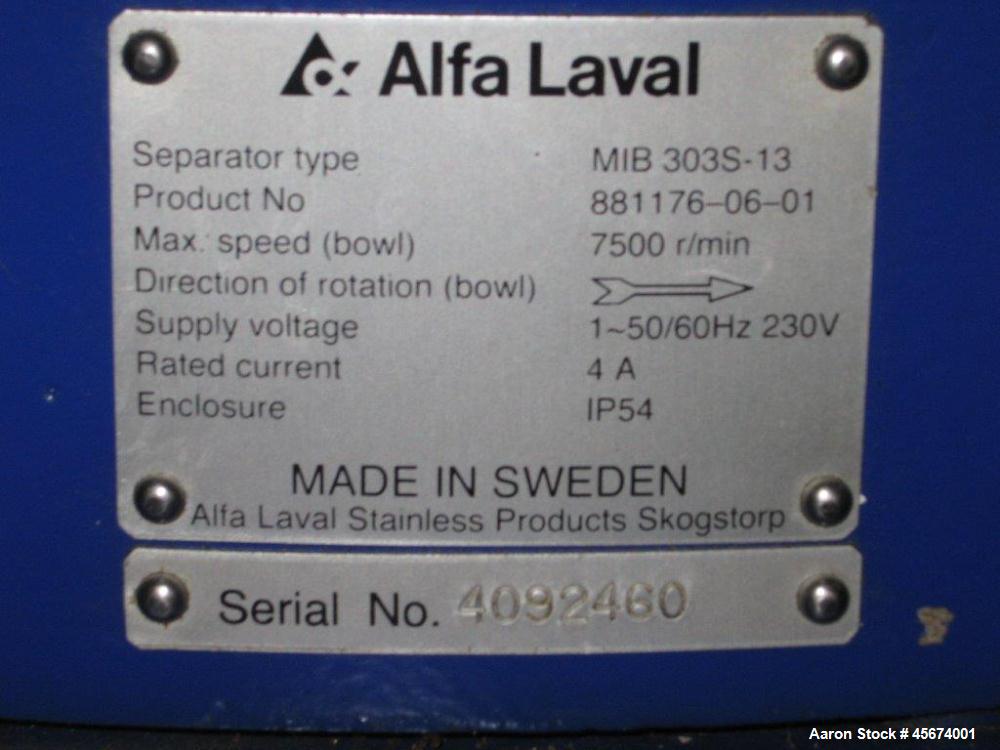 Alfa Laval
Separator type MIB 303S-13
Product No 881176-06-01
Max. speed (bowl) 7500 r/min
Direction of rotation (bowl)
Supply voltage 1~50/60Hz 230V
Rated current 4 A
Enclosure IP54
MADE IN SWEDEN
Alfa Laval Stainless Products Skogstorp
Serial No. 4092460
Aaron Stock # 45674001